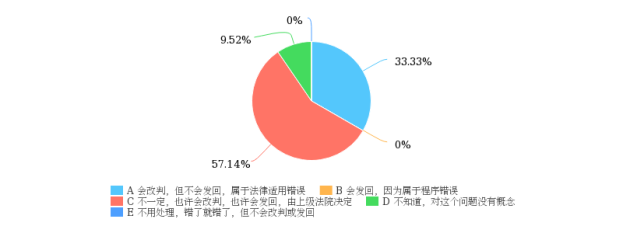 0%
9.52%
33.33%
0%
57.14%
A 会改判，但不会发回，属于法律适用错误 B 会发回，因为属于程序错误
C 不一定，也许会改判，也许会发回，由上级法院决定 D 不知道，对这个问题没有概念
E 不用处理，错了就错了，但不会改判或发回